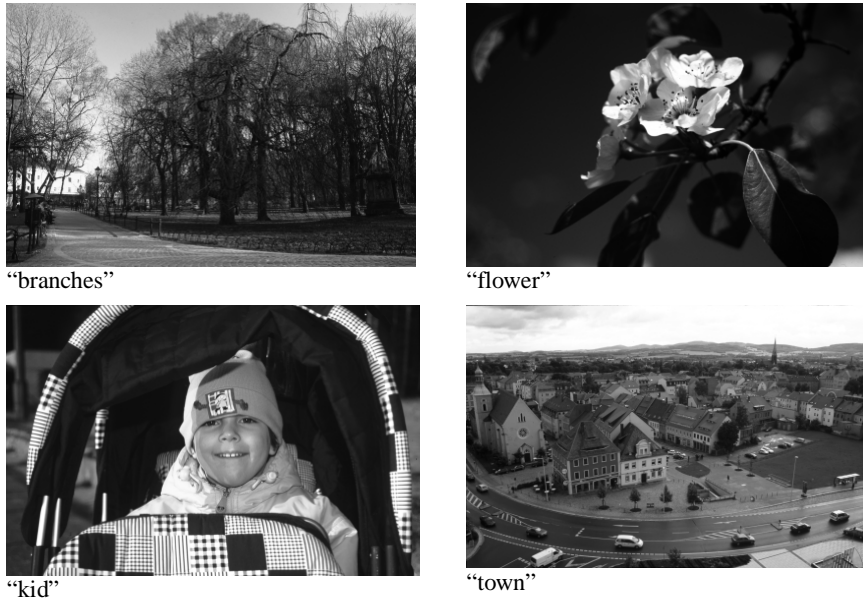 “branches”
“flower”
“kid”
“town”